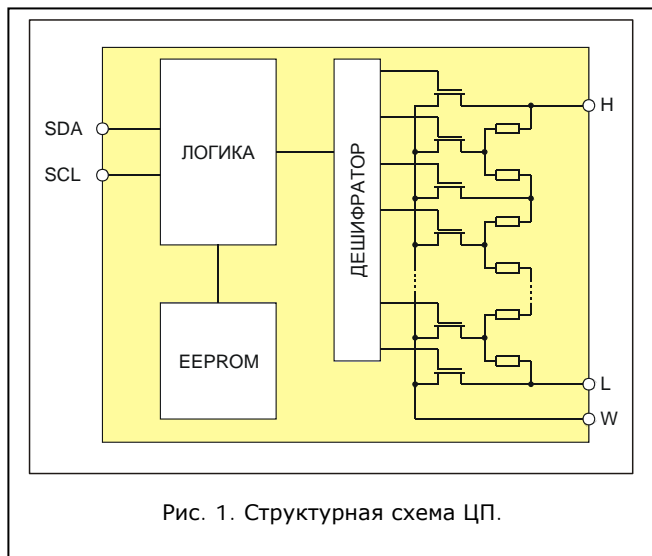 SDA
SCL
ЛОГИКА
EEPROM
ДЕШИФРАТОР
H
L
W
Рис. 1. Структурная схема ЦП.